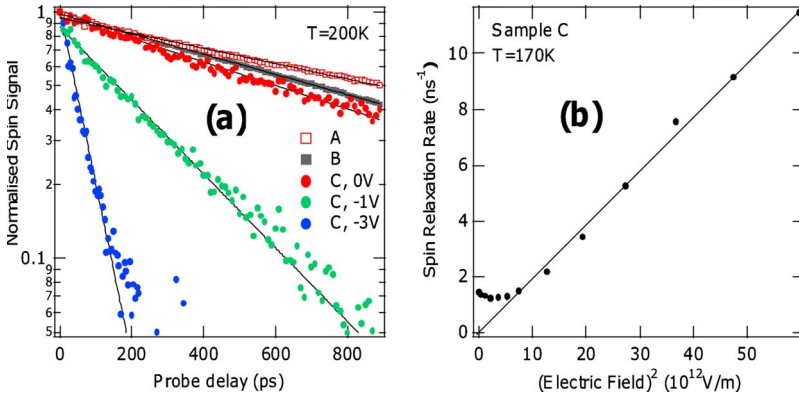 1
9
8
7
6
5
4
3
2
0.1
9
8
7
6
5
0
200
400
600
800
Normalised Spin Signal
Probe delay (ps)
T=200K
(a)
A
B
C, 0V
C, -1V
C, -3V
10
8
6
4
2
0
0
10
20
30
40
50
Spin Relaxation Rate (ns⁻¹)
(Electric Field)² (10¹²V/m)
Sample C
T=170K
(b)